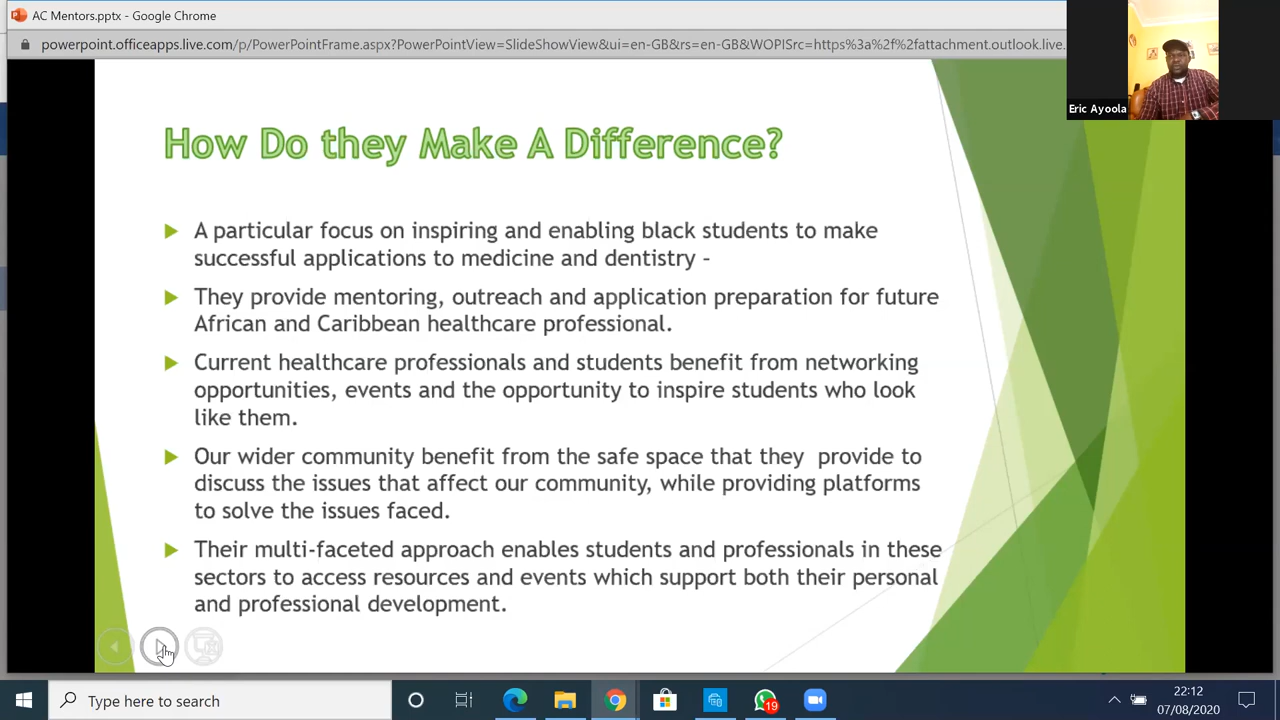 AC Mentors.pptx - Google Chrome
powerpoint.officeapps.live.com/p/PowerPointFrame.aspx?PowerPointView=SlideShowView&ui=en-GB&rs=en-GB&WOPISrc=https%3a%2f%2fattachment.outlook.live.
Eric Ayoola
How Do they Make A Difference?
A particular focus on inspiring and enabling black students to make
successful applications to medicine and dentistry -
They provide mentoring, outreach and application preparation for future
African and Caribbean healthcare professional.
Current healthcare professionals and students benefit from networking
opportunities, events and the opportunity to inspire students who look
like them.
Our wider community benefit from the safe space that they provide to
discuss the issues that affect our community, while providing platforms
to solve the issues faced.
Their multi-faceted approach enables students and professionals in these
sectors to access resources and events which support both their personal
and professional development.
Type here to search
19
22:12
07/08/2020